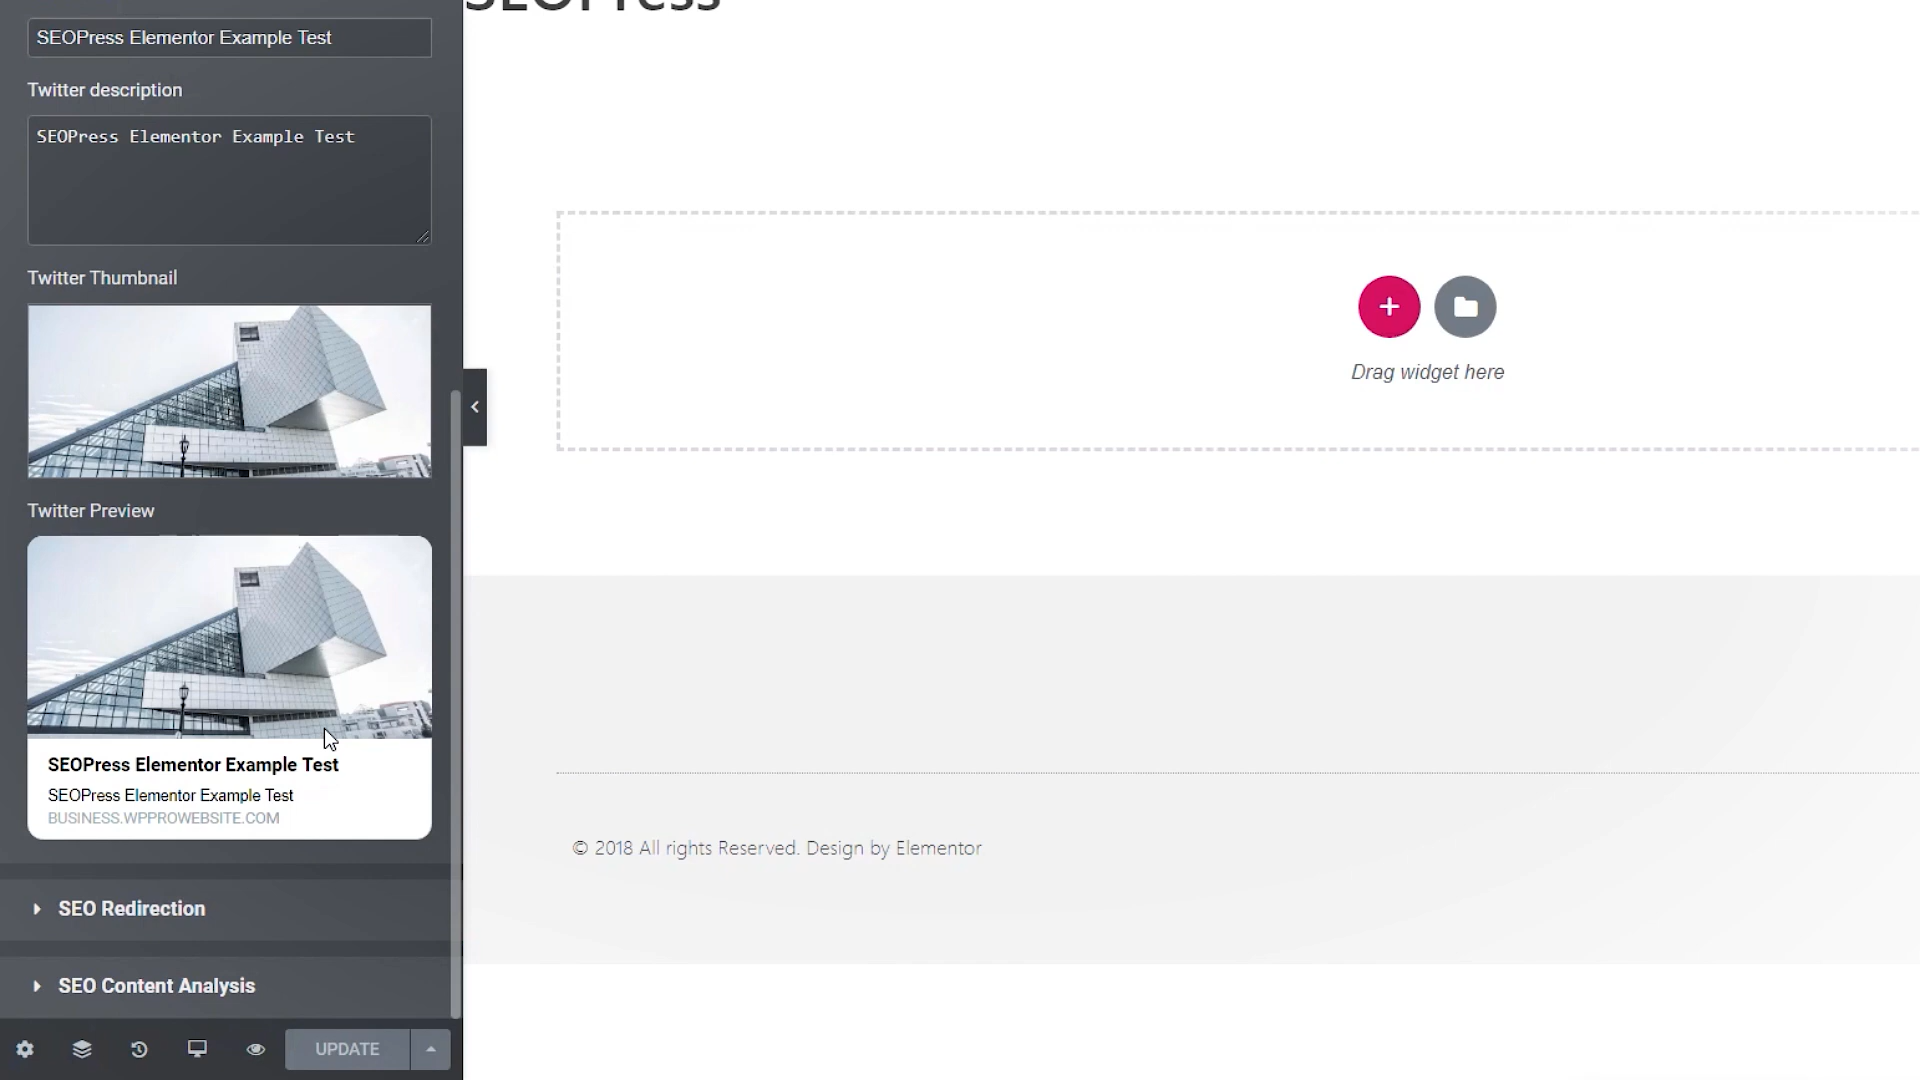 SEOPress
SEOPress Elementor Example Test
Twitter description
SEOPress Elementor Example Test
Twitter Thumbnail
Twitter Preview
SEOPress Elementor Example Test
SEOPress Elementor Example Test
BUSINESS.WPPROWEBSITE.COM
SEO Redirection
SEO Content Analysis
UPDATE
Drag widget here
© 2018 All rights Reserved. Design by Elementor